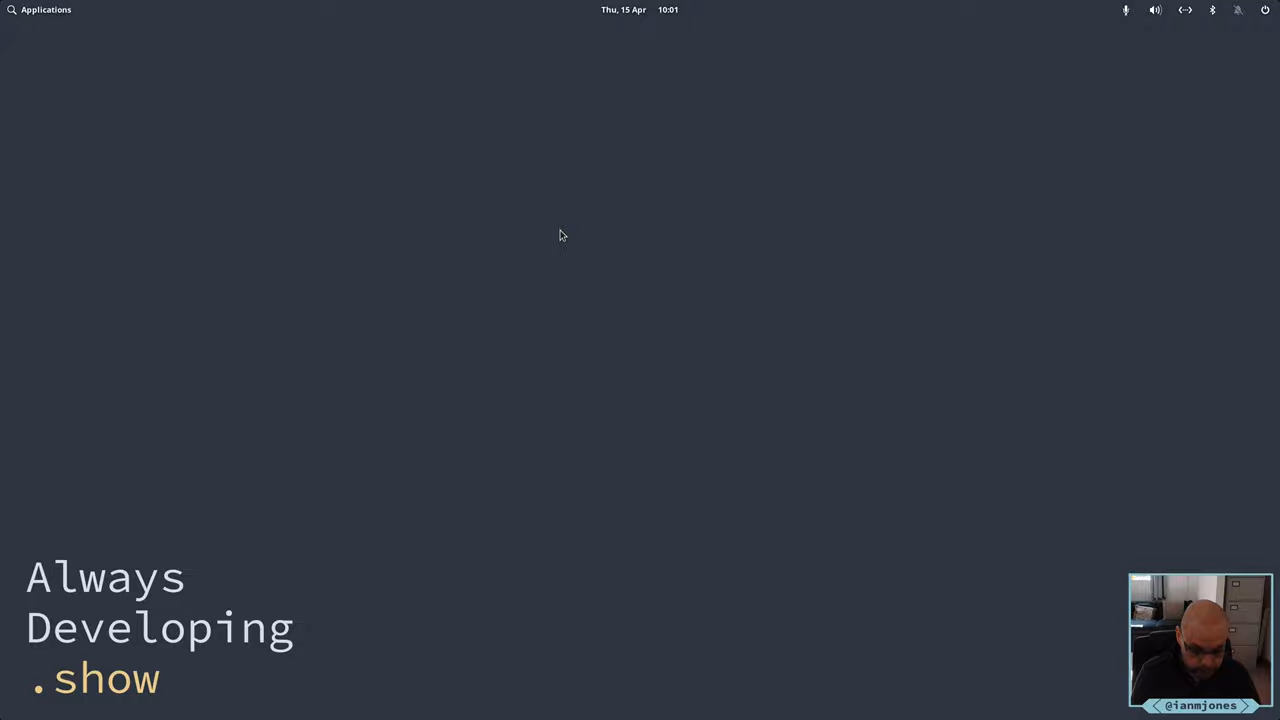 Applications
Thu, 15 Apr 10:01
Always
Developing
.show
@ianmjones